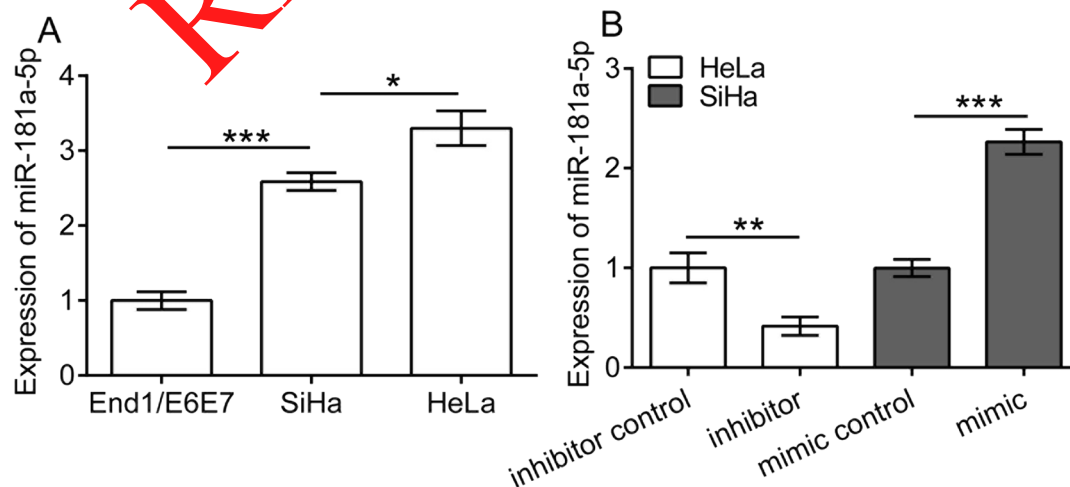 A
Expression of miR-181a-5p
4
3
2
1
0
***
*
End1/E6E7
SiHa
HeLa
B
Expression of miR-181a-5p
3
2
1
0
HeLa
SiHa
**
***
inhibitor control
inhibitor
mimic control
mimic